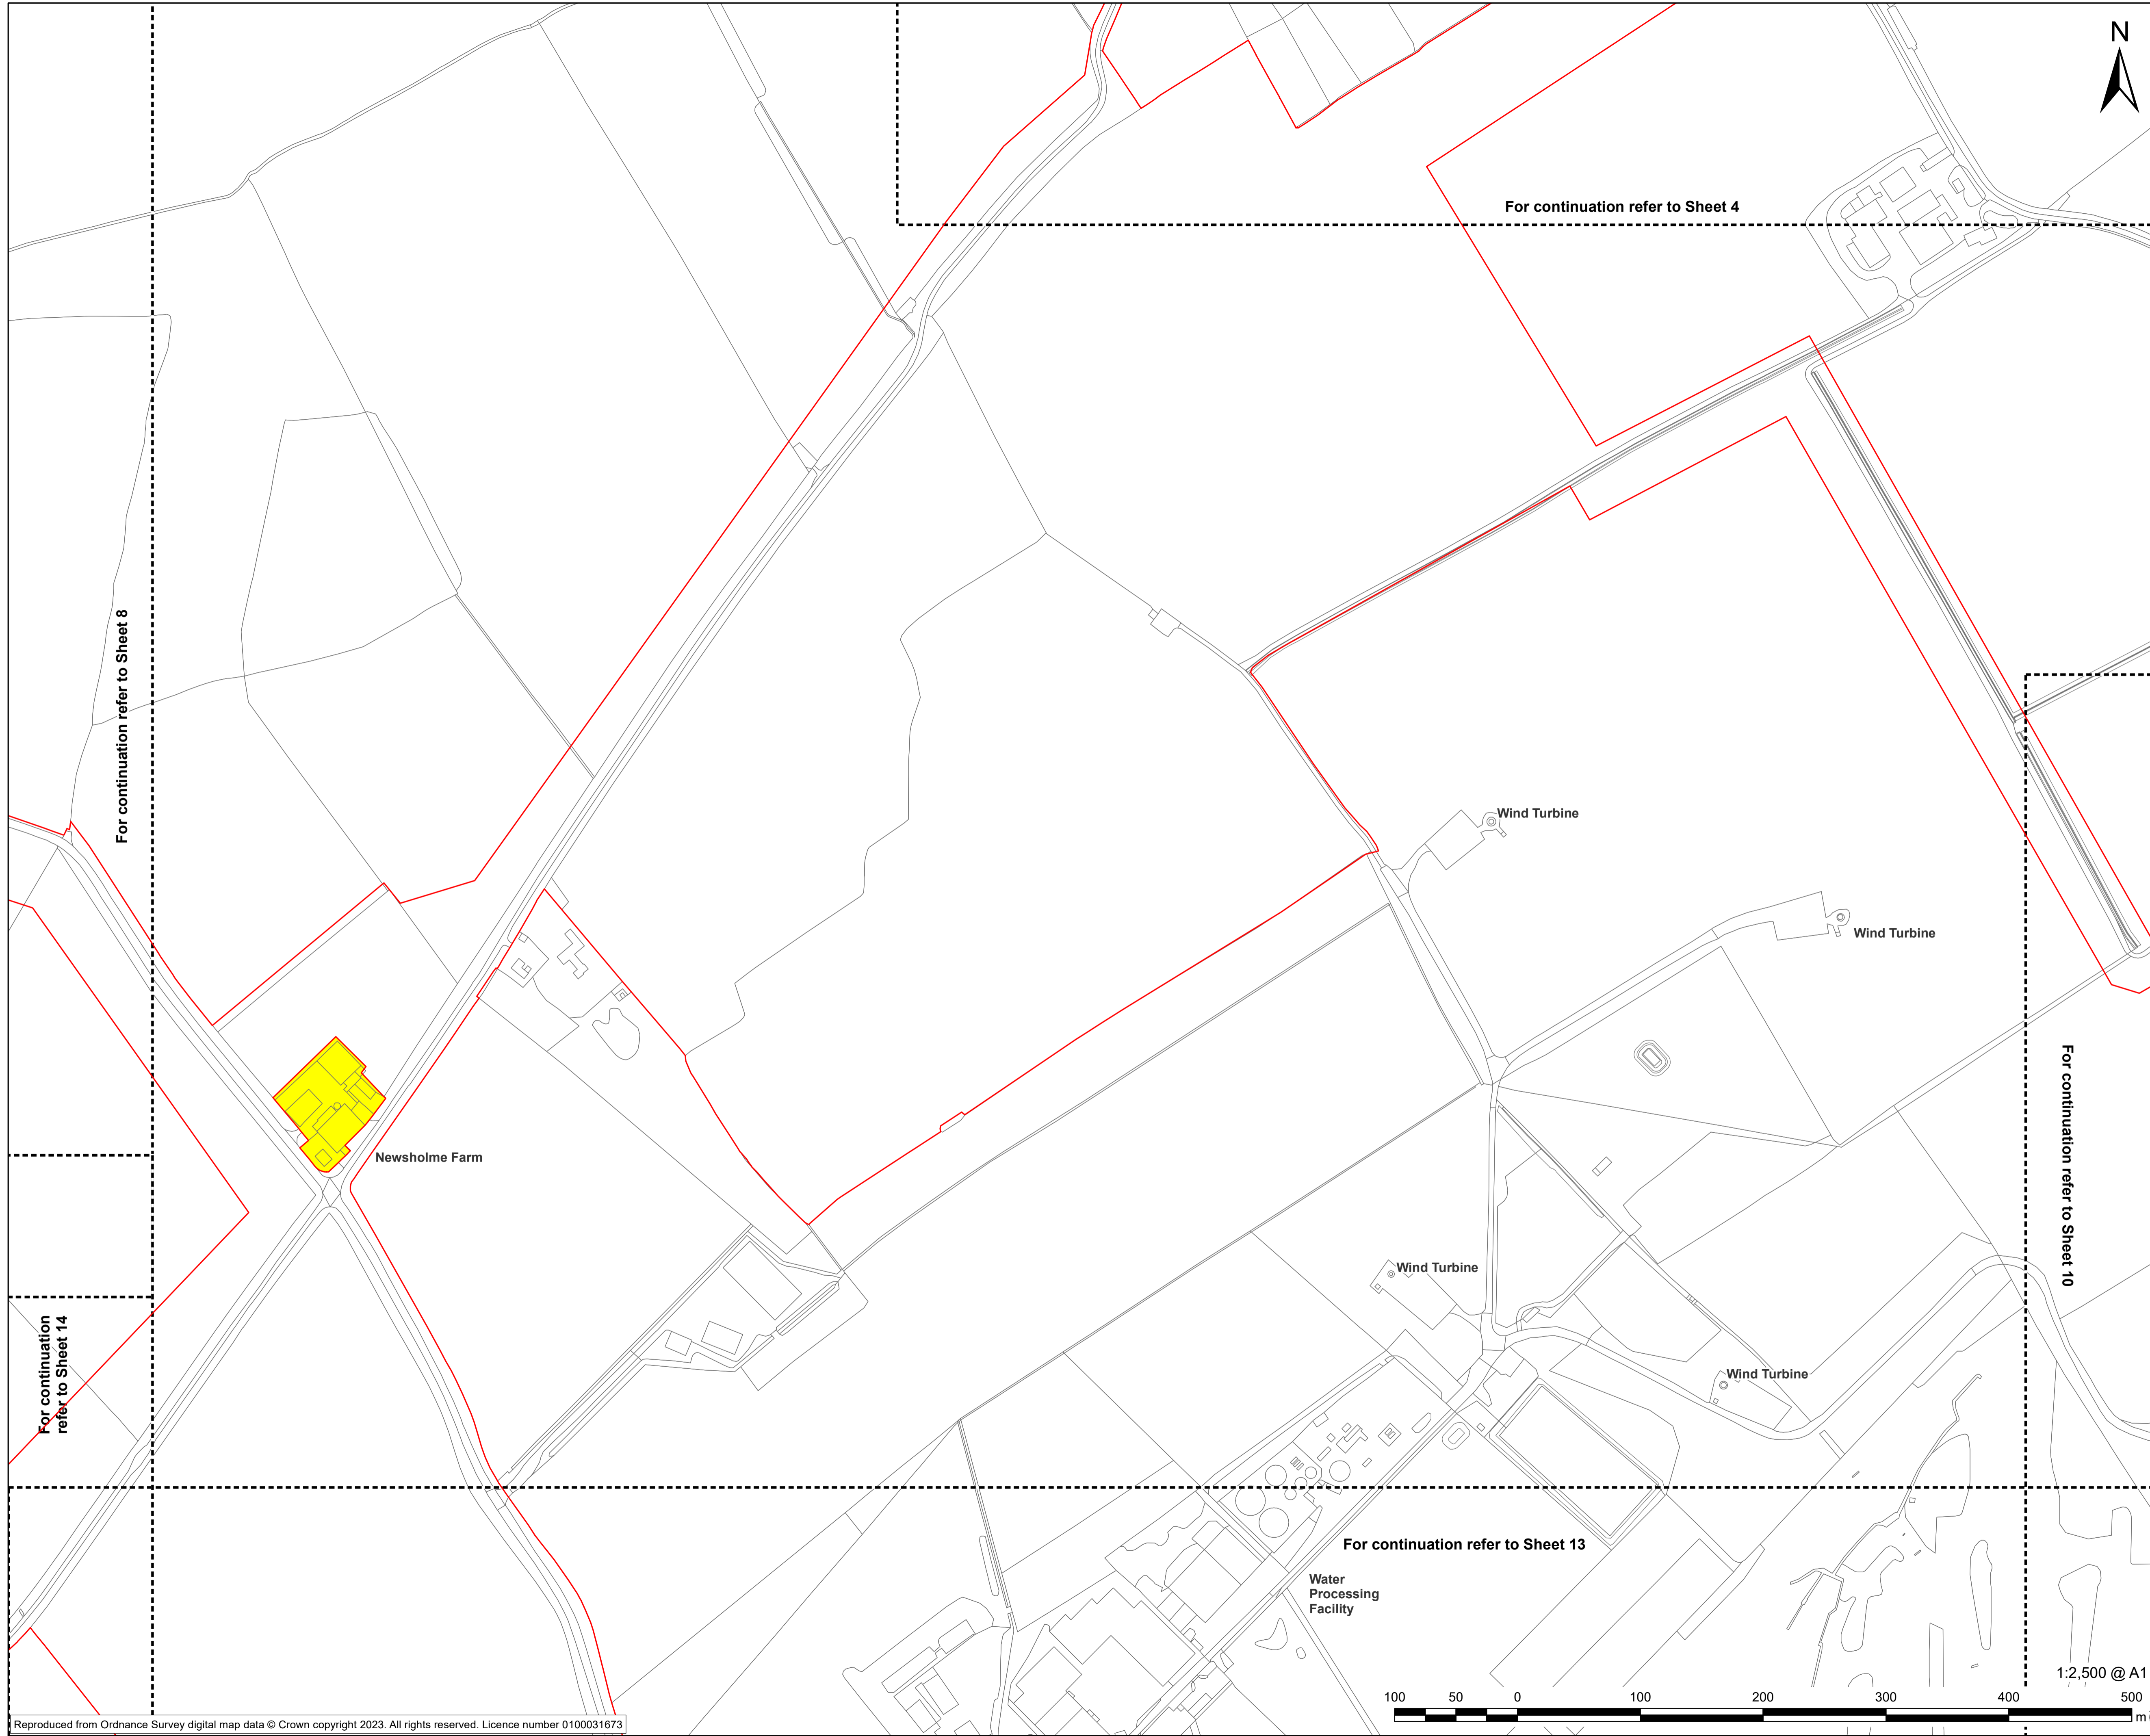 N
For continuation refer to Sheet 4
For continuation refer to Sheet 8
Wind Turbine
Wind Turbine
For continuation refer to Sheet 10
Newsholme Farm
Wind Turbine
For continuation
refer to Sheet 14
Wind Turbine
For continuation refer to Sheet 13
Water
Processing
Facility
1:2,500 @ A1
100 50 0 100 200 300 400 500
m
Reproduced from Ordnance Survey digital map data © Crown copyright 2023. All rights reserved. Licence number 0100031673